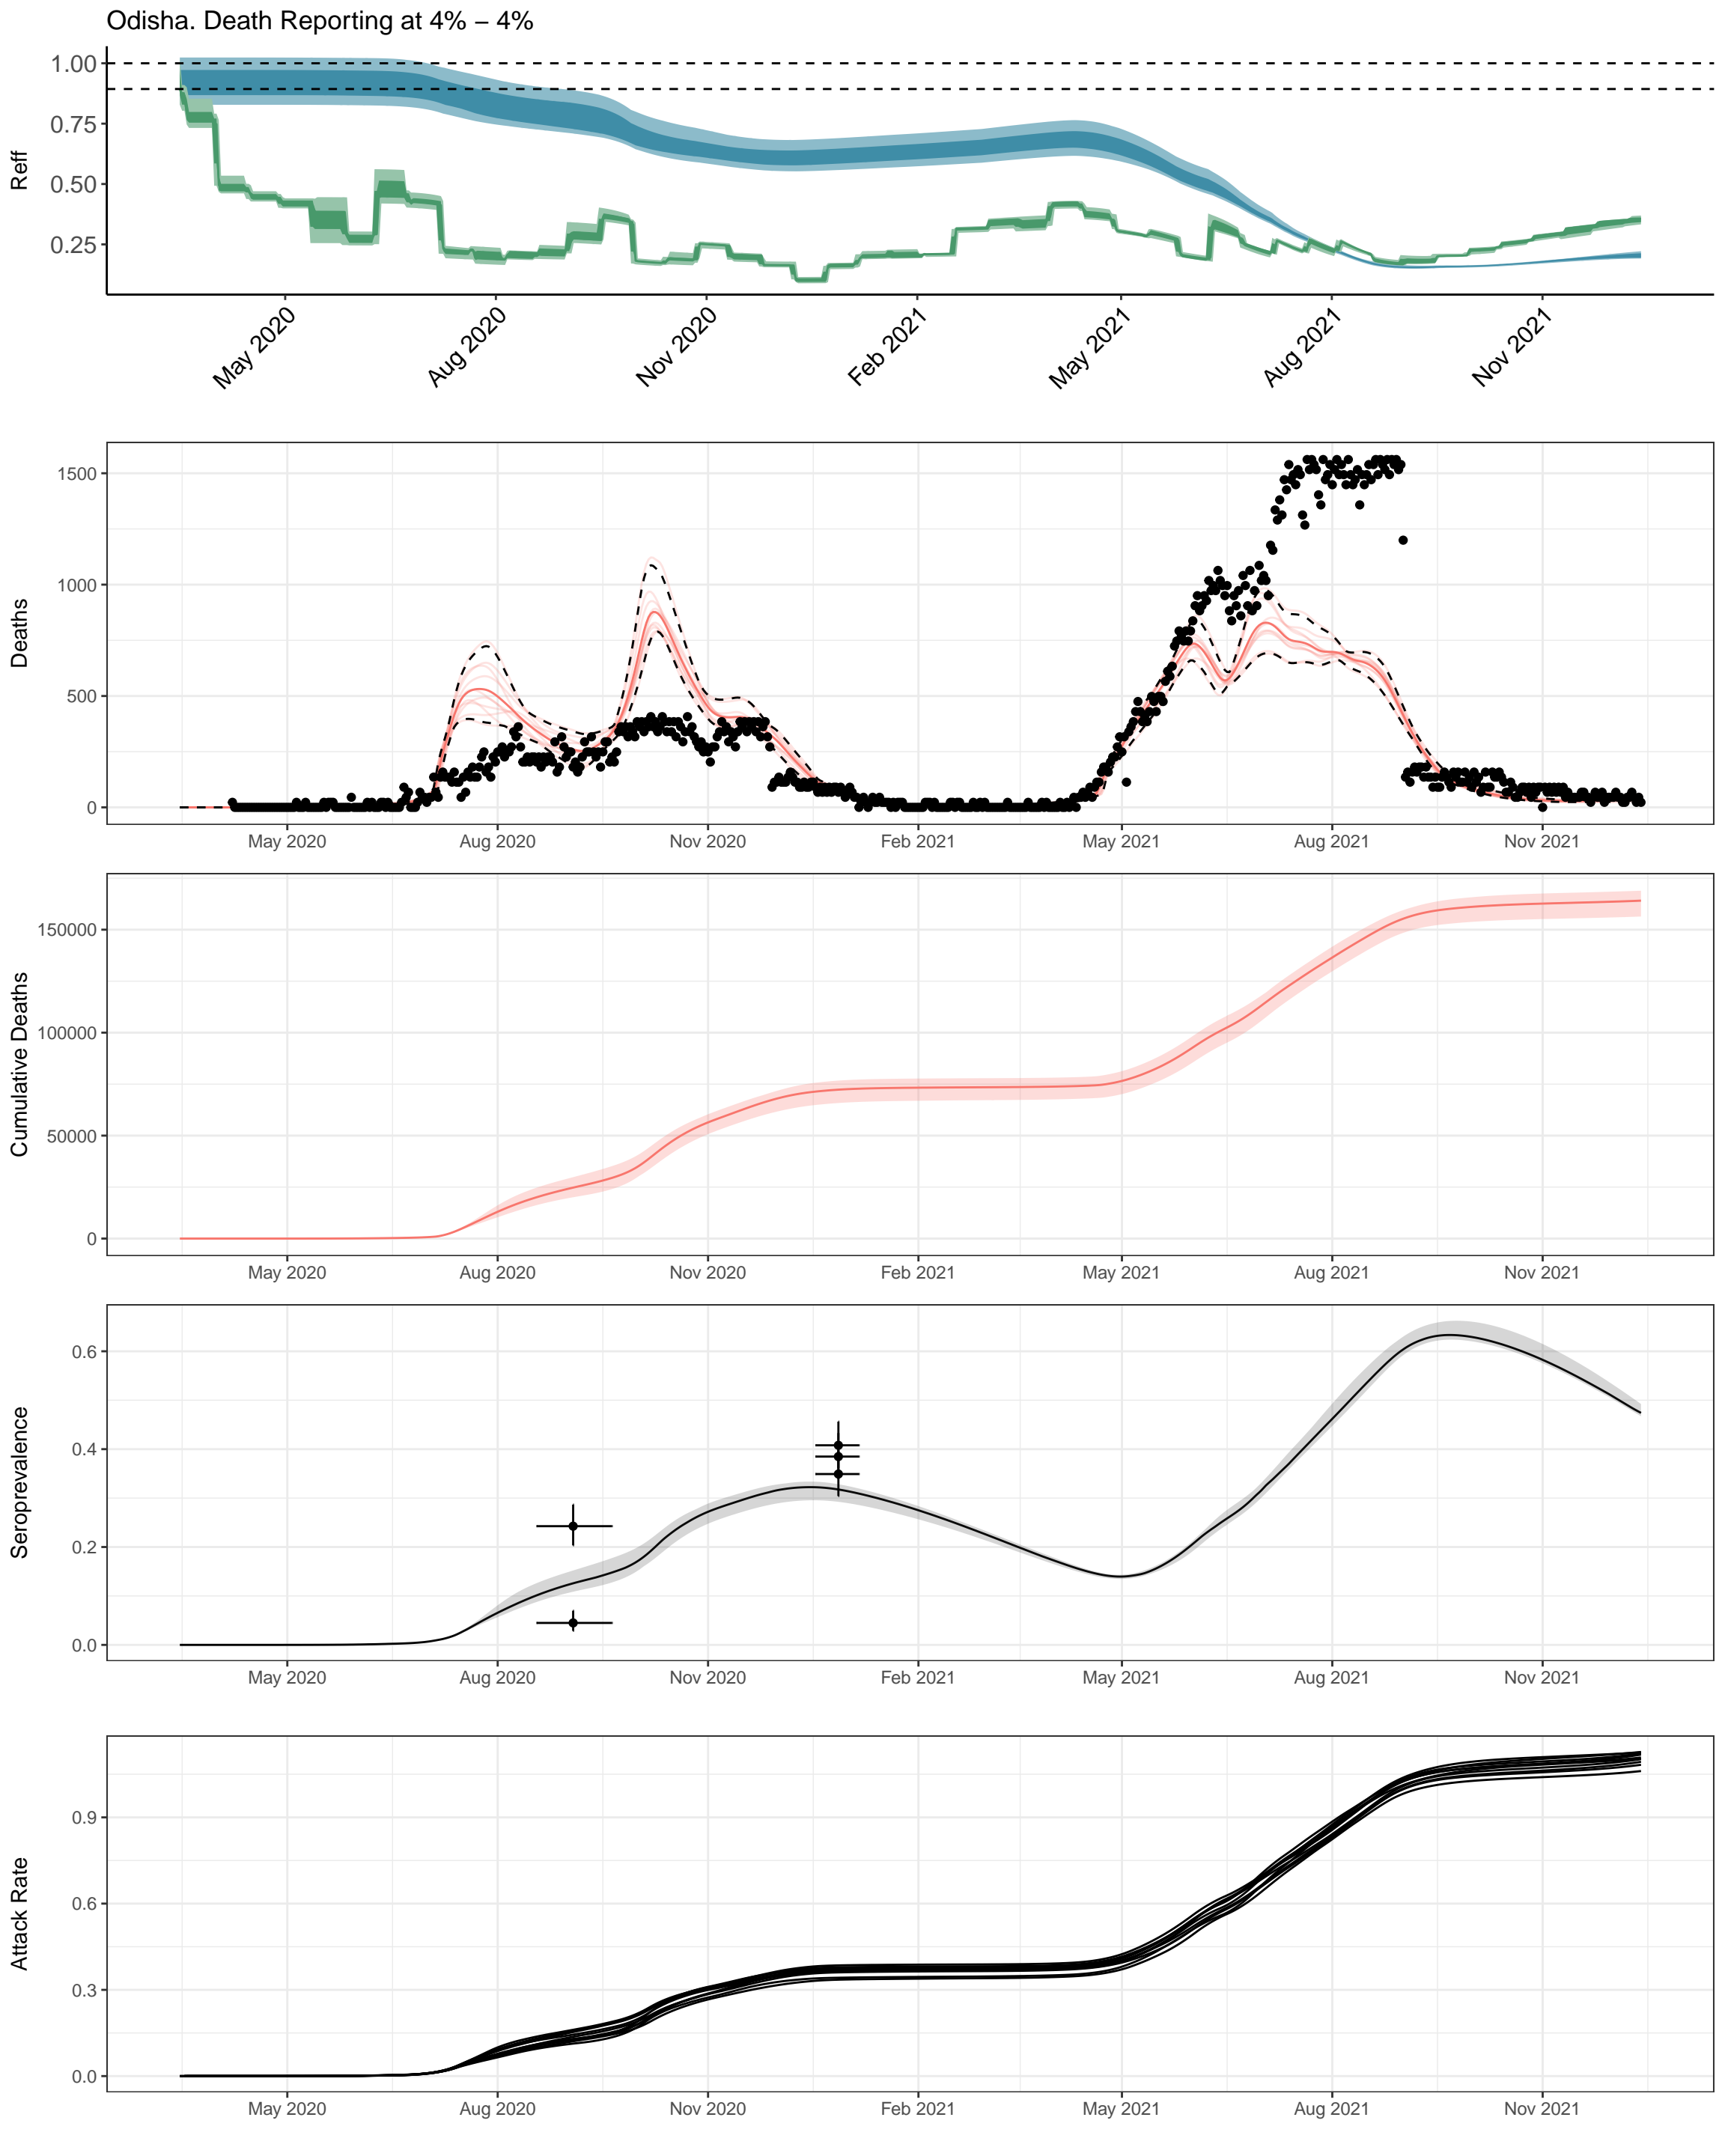 Odisha. Death Reporting at 4% − 4%
Reff
1.00
0.75
0.50
0.25
May 2020
Aug 2020
Nov 2020
Feb 2021
May 2021
Aug 2021
Nov 2021
Deaths
1500
1000
500
0
May 2020
Aug 2020
Nov 2020
Feb 2021
May 2021
Aug 2021
Nov 2021
Cumulative Deaths
150000
100000
50000
0
May 2020
Aug 2020
Nov 2020
Feb 2021
May 2021
Aug 2021
Nov 2021
Seroprevalence
0.6
0.4
0.2
0.0
May 2020
Aug 2020
Nov 2020
Feb 2021
May 2021
Aug 2021
Nov 2021
Attack Rate
0.9
0.6
0.3
0.0
May 2020
Aug 2020
Nov 2020
Feb 2021
May 2021
Aug 2021
Nov 2021